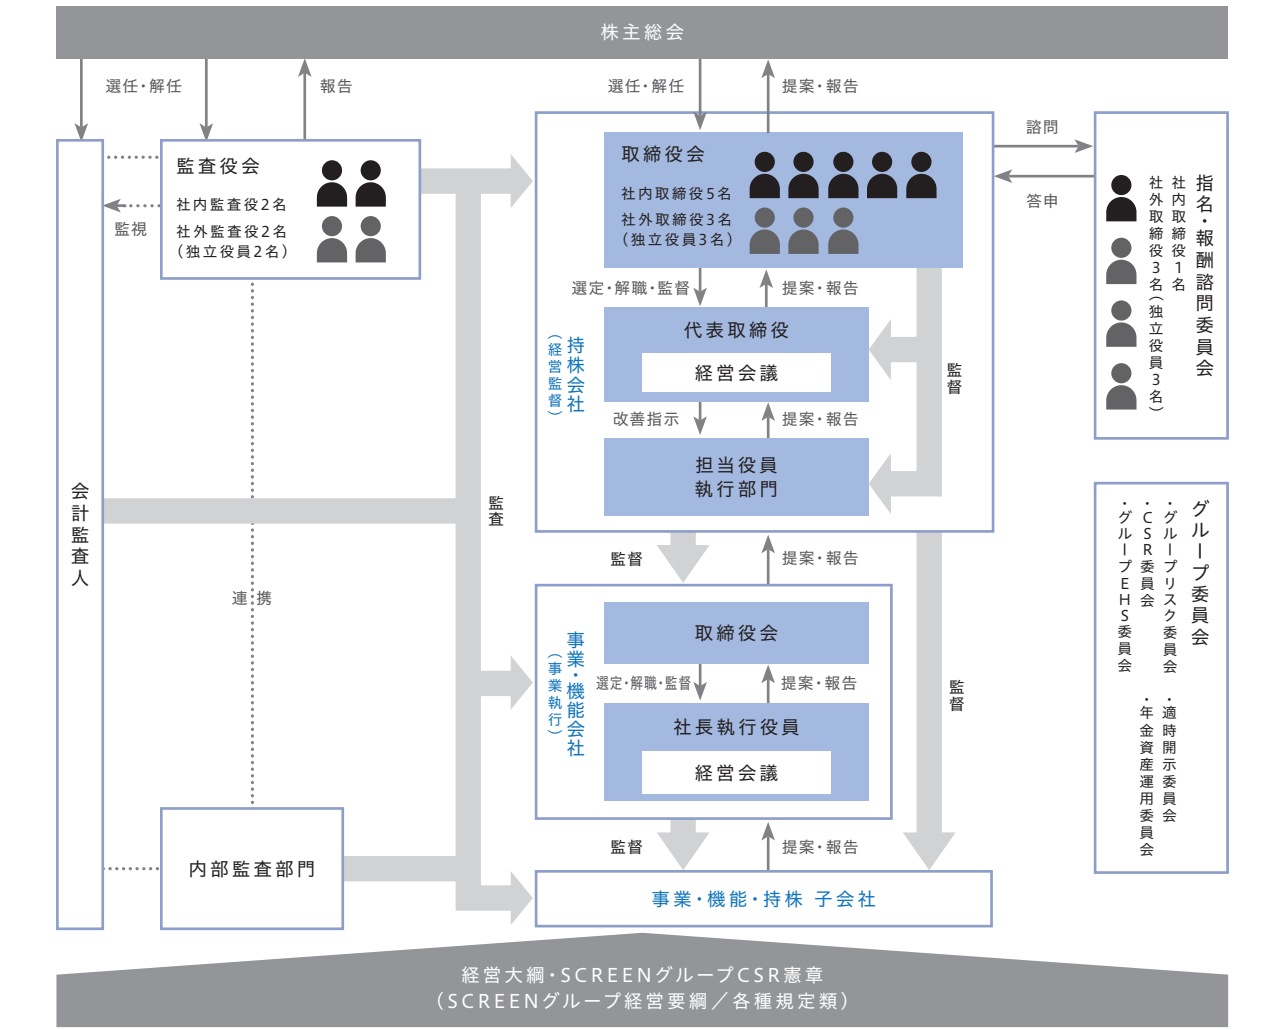 株主総会
選任・解任
報告
選任・解任
提案・報告
監査役会
社内監査役2名
社外監査役2名
（独立役員2名）
監視
取締役会
社内取締役5名
社外取締役3名
（独立役員3名）
諮問
答申
指名・報酬諮問委員会
社内取締役1名
社外取締役3名（独立役員3名）
選定・解職・監督
提案・報告
持株会社
（経営監督）
代表取締役
経営会議
監督
改善指示
提案・報告
担当役員
執行部門
会計監査人
監査
連携
監督
提案・報告
グループ委員会
・グループリスク委員会
・CSR委員会
・グループEHS委員会
・適時開示委員会
・年金資産運用委員会
事業・機能会社
（事業執行）
取締役会
選定・解職・監督
提案・報告
社長執行役員
経営会議
監督
監督
提案・報告
内部監査部門
事業・機能・持株 子会社
経営大綱・SCREENグループCSR憲章
（SCREENグループ経営要綱／各種規定類）